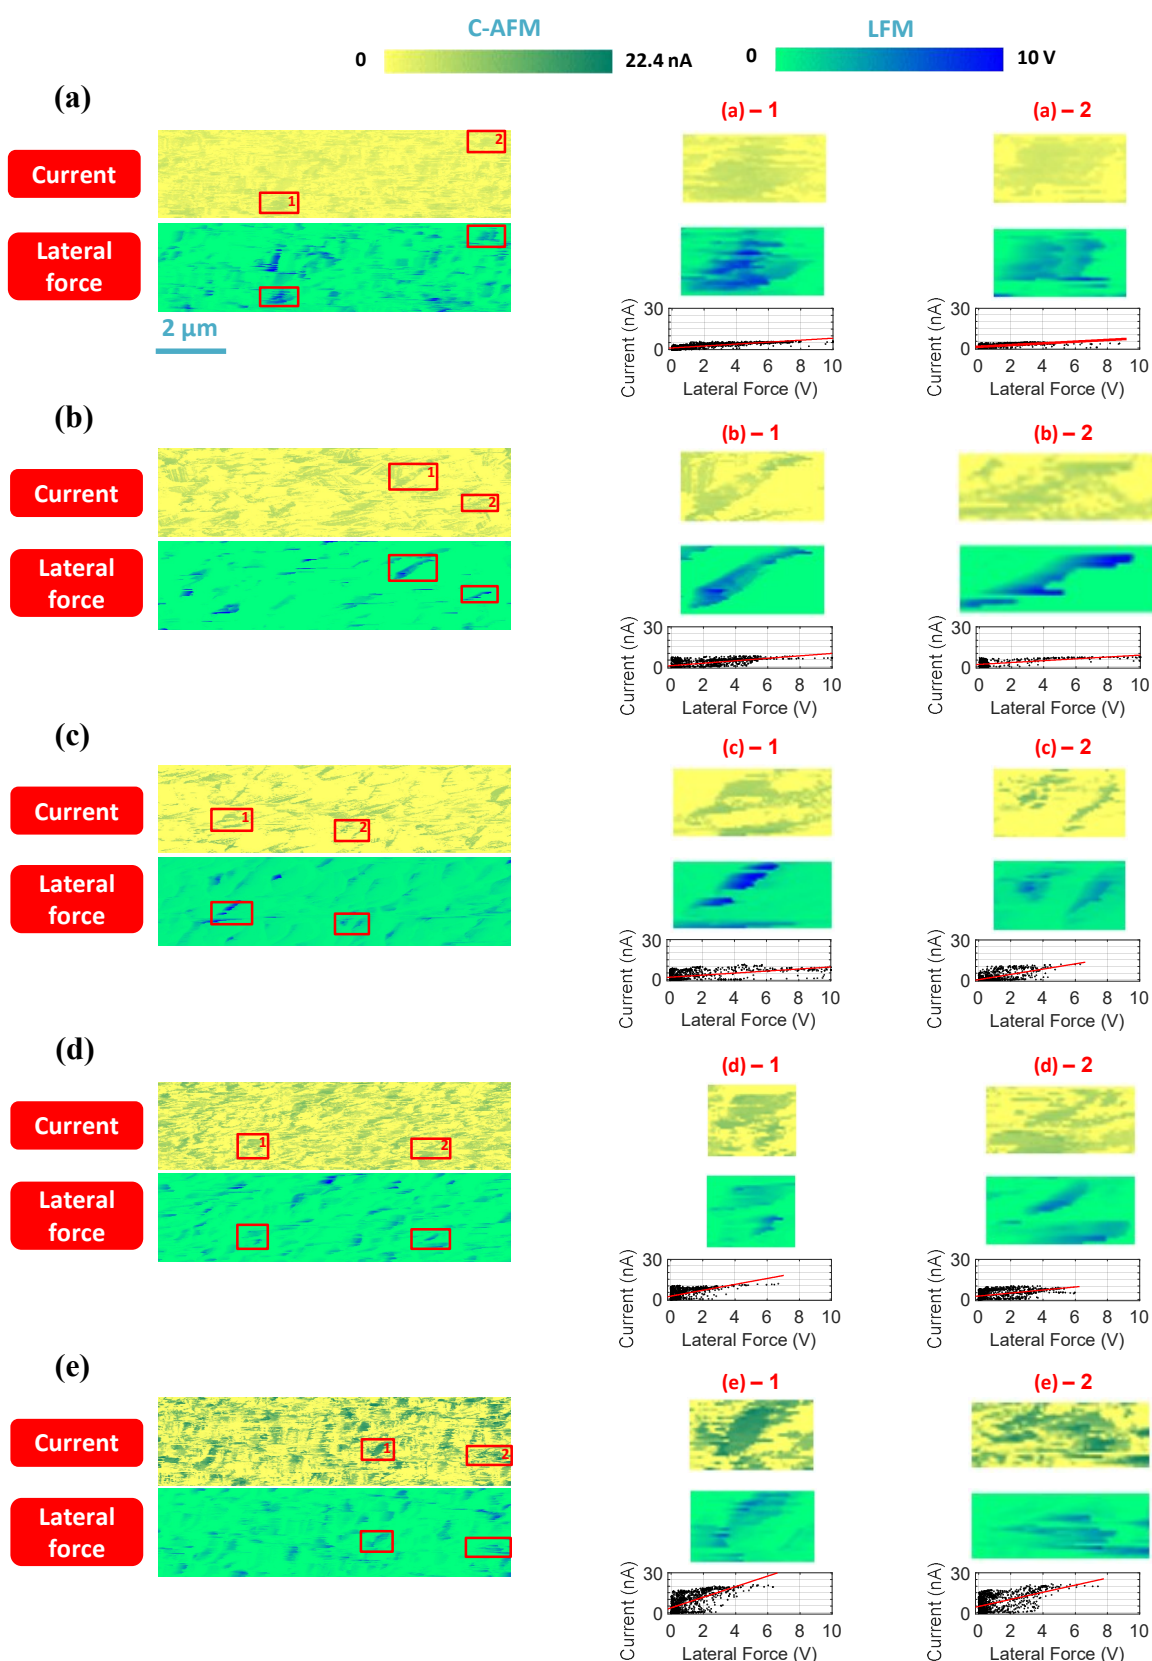 C-AFM
LFM
0
22.4 nA
0
10 V
(a)
(a) – 1
(a) – 2
Current
2
1
Lateral
force
2 µm
30
0
Current (nA)
0 2 4 6 8 10
Lateral Force (V)
30
0
Current (nA)
0 2 4 6 8 10
Lateral Force (V)
(b)
(b) – 1
(b) – 2
Current
1
2
Lateral
force
30
0
Current (nA)
0 2 4 6 8 10
Lateral Force (V)
30
0
Current (nA)
0 2 4 6 8 10
Lateral Force (V)
(c)
(c) – 1
(c) – 2
Current
1
2
Lateral
force
30
0
Current (nA)
0 2 4 6 8 10
Lateral Force (V)
30
0
Current (nA)
0 2 4 6 8 10
Lateral Force (V)
(d)
(d) – 1
(d) – 2
Current
1
2
Lateral
force
30
0
Current (nA)
0 2 4 6 8 10
Lateral Force (V)
30
0
Current (nA)
0 2 4 6 8 10
Lateral Force (V)
(e)
(e) – 1
(e) – 2
Current
1
2
Lateral
force
30
0
Current (nA)
0 2 4 6 8 10
Lateral Force (V)
30
0
Current (nA)
0 2 4 6 8 10
Lateral Force (V)